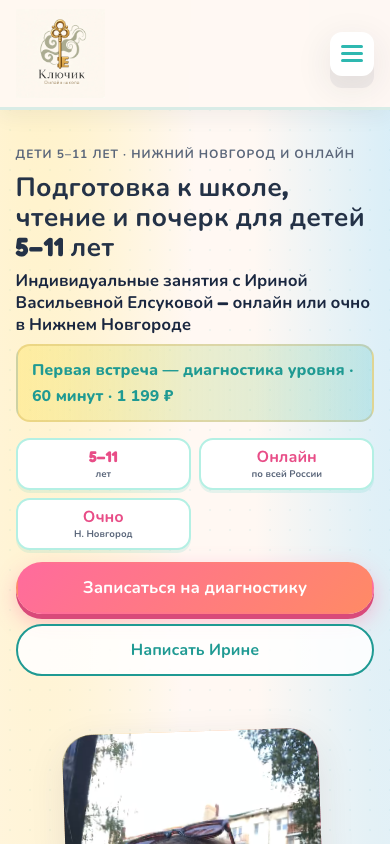 Ключик
Онлайн-школа
ДЕТИ 5–11 ЛЕТ · НИЖНИЙ НОВГОРОД И ОНЛАЙН
Подготовка к школе,
чтение и почерк для детей
5–11 лет
Индивидуальные занятия с Ириной
Васильевной Елсуковой — онлайн или очно
в Нижнем Новгороде
Первая встреча — диагностика уровня ·
60 минут · 1 199 ₽
5–11
лет
Онлайн
по всей России
Очно
Н. Новгород
Записаться на диагностику
Написать Ирине